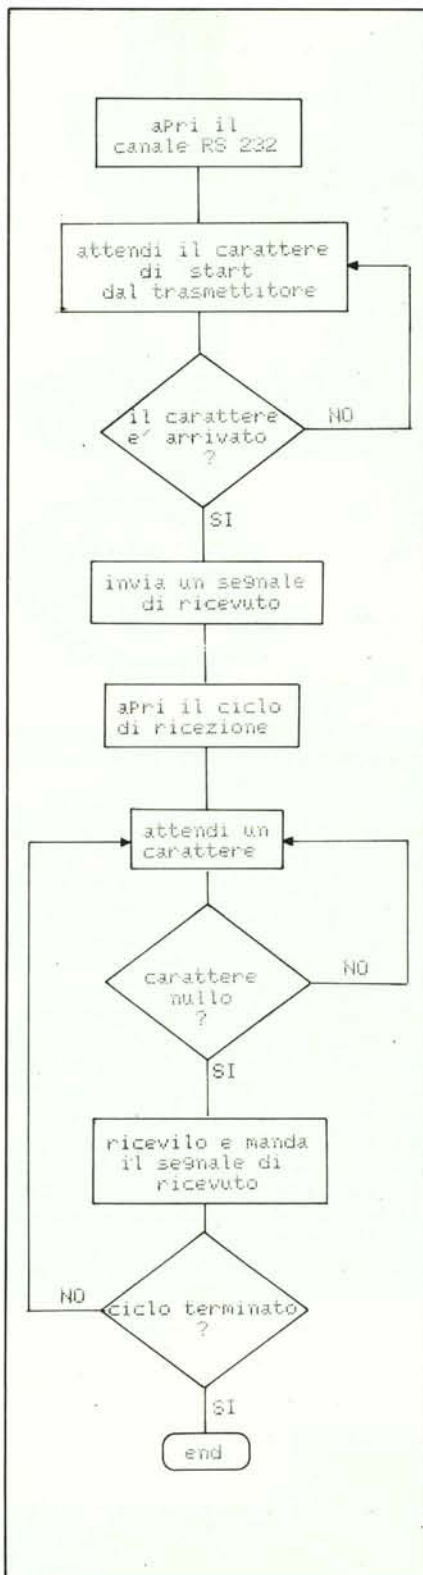 aPri il
canale RS 232
attendi il carattere
di start
dal trasmettitore
il carattere
e' arrivato
?
NO
SI
invia un se9nale
di ricevuto
aPri il ciclo
di ricezione
attendi un
carattere
carattere
nullo
?
NO
SI
ricevilo e manda
il se9nale di
ricevuto
NO
ciclo terminato
?
SI
end